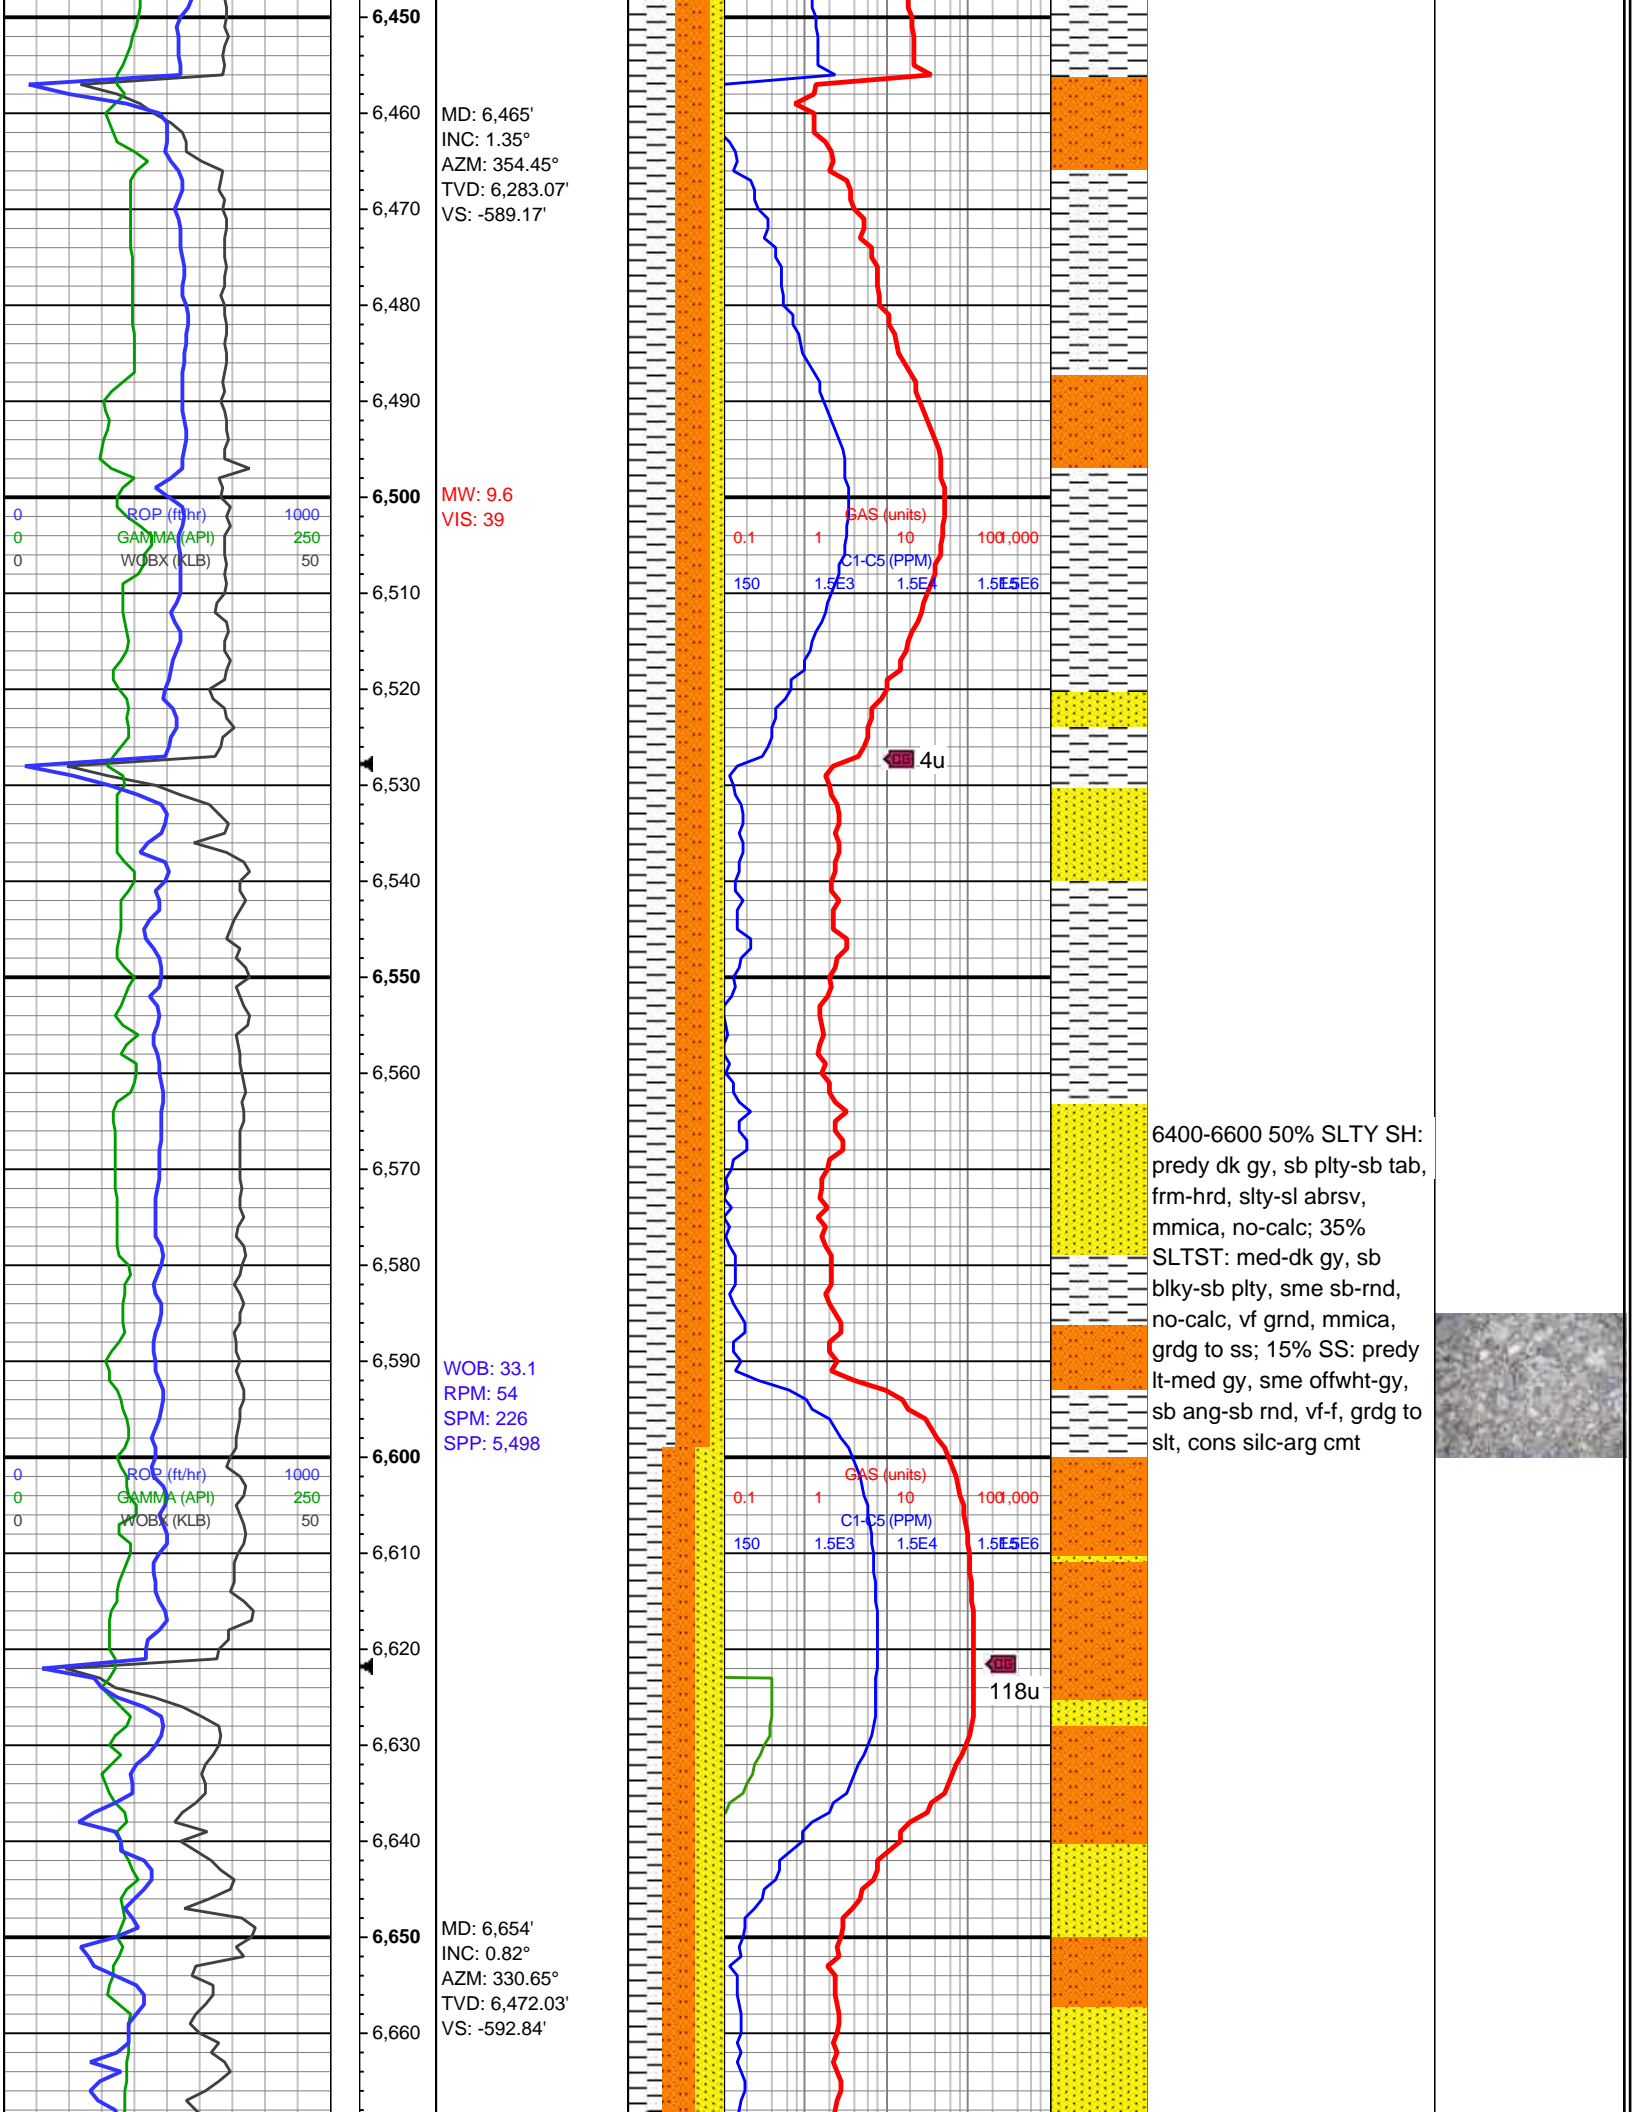 6,450
6,460
MD: 6,465'
INC: 1.35°
AZM: 354.45°
TVD: 6,283.07'
VS: -589.17'
6,470
6,480
6,490
6,500
MW: 9.6
VIS: 39
0 ROP (ft/hr) 1000
0 GAMMA (API) 250
0 WOBX (KLB) 50
GAS (units)
0.1 1 10 100 1,000
C1-C5 (PPM)
150 1.5E3 1.5E4 1.5E5 1.5E6
6,510
6,520
OG 4u
6,530
6,540
6,550
6,560
6,570
6,580
6400-6600 50% SLTY SH:
predy dk gy, sb plty-sb tab,
frm-hrd, slty-sl abrsv,
mmica, no-calc; 35%
SLTST: med-dk gy, sb
blky-sb plty, sme sb-rnd,
no-calc, vf grnd, mmica,
grdg to ss; 15% SS: predy
lt-med gy, sme offwht-gy,
sb ang-sb rnd, vf-f, grdg to
slt, cons silc-arg cmt
6,590
WOB: 33.1
RPM: 54
SPM: 226
SPP: 5,498
6,600
0 ROP (ft/hr) 1000
0 GAMMA (API) 250
0 WOBX (KLB) 50
GAS (units)
0.1 1 10 100 1,000
C1-C5 (PPM)
150 1.5E3 1.5E4 1.5E5 1.5E6
6,610
6,620
OG
118u
6,630
6,640
6,650
MD: 6,654'
INC: 0.82°
AZM: 330.65°
TVD: 6,472.03'
VS: -592.84'
6,660